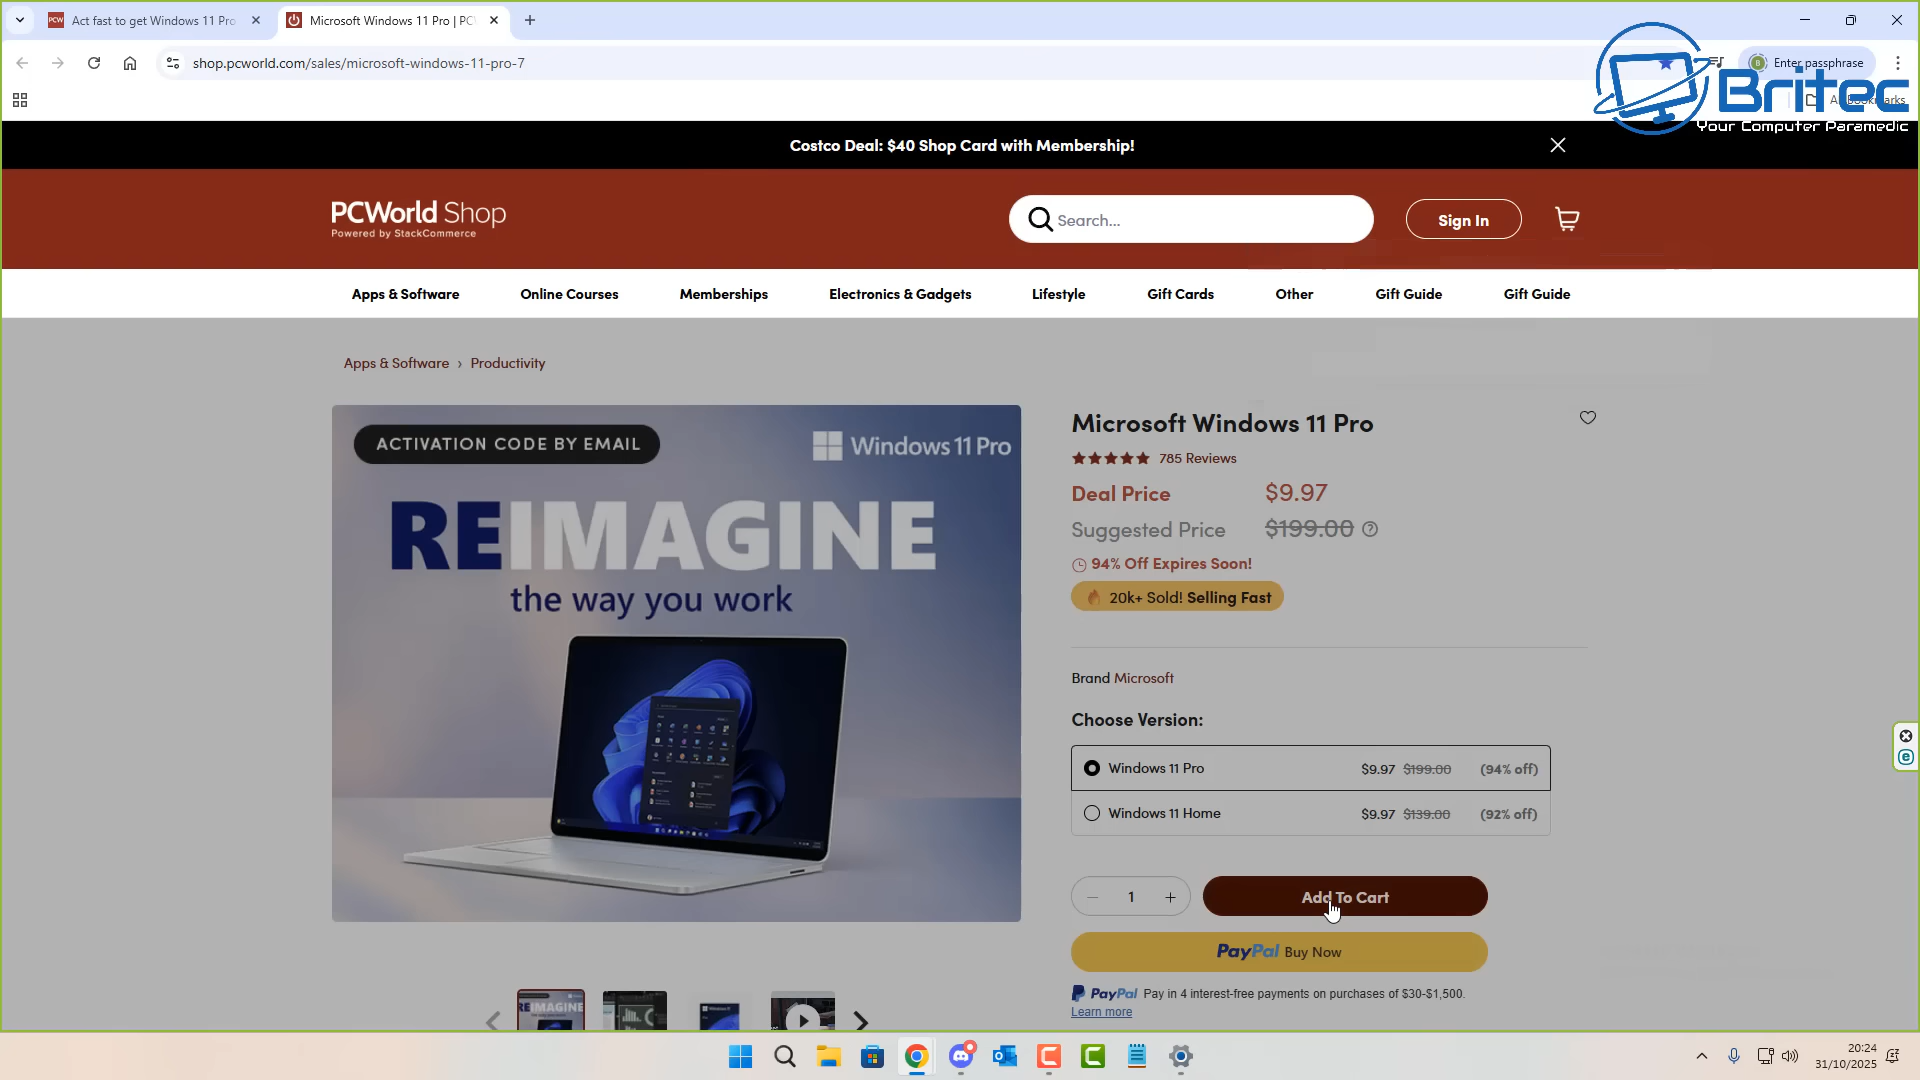 PCW Act fast to get Windows 11 Pro
Microsoft Windows 11 Pro | PC
shop.pcworld.com/sales/microsoft-windows-11-pro-7
B Enter passphrase
Britec
Your Computer Paramedic
Costco Deal: $40 Shop Card with Membership!
PCWorld Shop
Powered by StackCommerce
Search...
Sign In
Apps & Software Online Courses Memberships Electronics & Gadgets Lifestyle Gift Cards Other Gift Guide Gift Guide
Apps & Software › Productivity
ACTIVATION CODE BY EMAIL
Windows 11 Pro
REIMAGINE
the way you work
Microsoft Windows 11 Pro
785 Reviews
Deal Price $9.97
Suggested Price $199.00
94% Off Expires Soon!
20k+ Sold! Selling Fast
Brand Microsoft
Choose Version:
Windows 11 Pro $9.97 $199.00 (94% off)
Windows 11 Home $9.97 $139.00 (92% off)
1
Add To Cart
PayPal Buy Now
PayPal Pay in 4 interest-free payments on purchases of $30-$1,500.
Learn more
REIMAGINE
20:24
31/10/2025